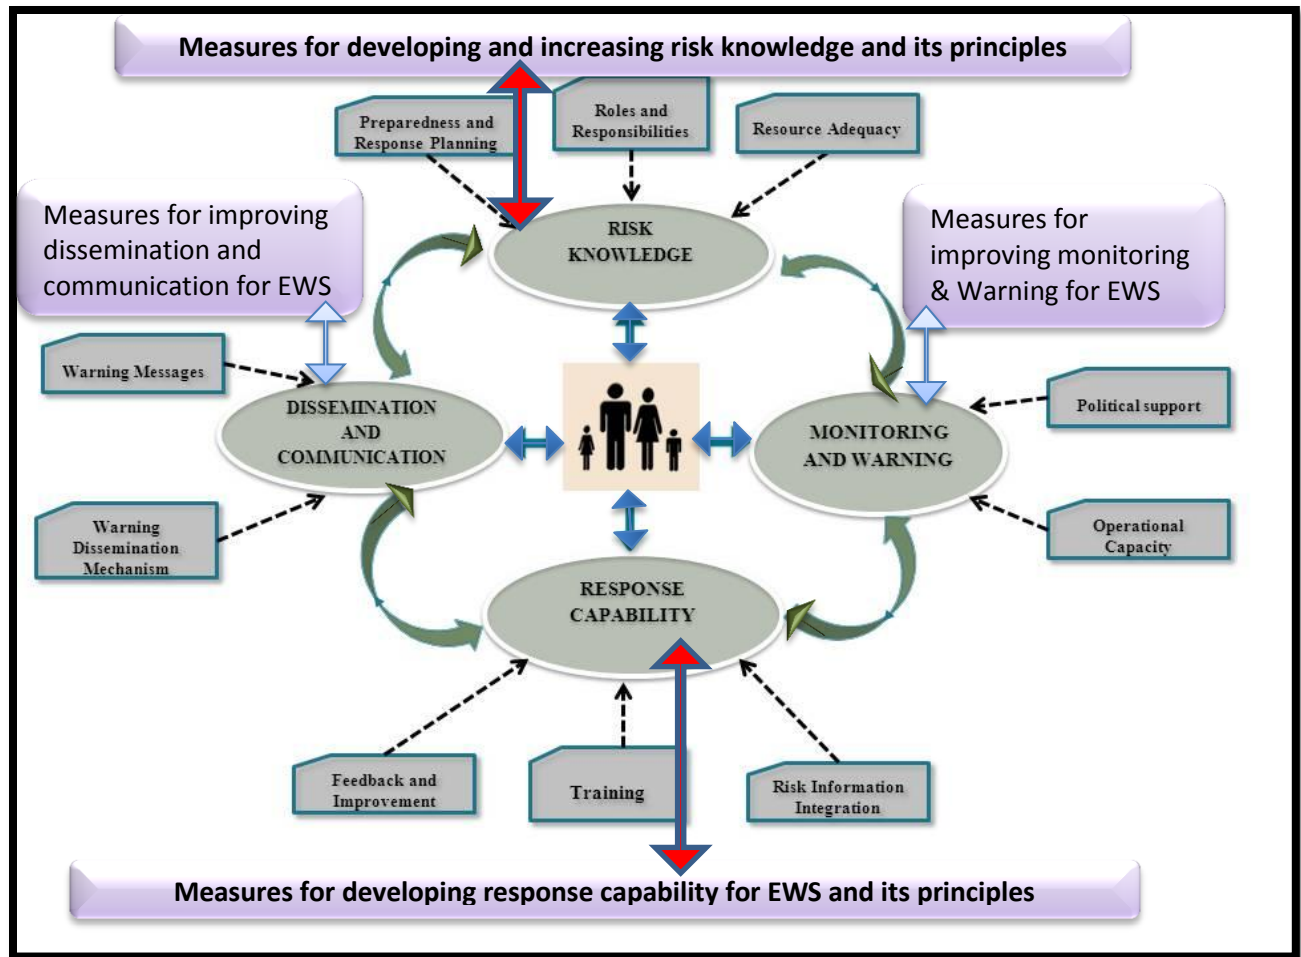 Measures for developing and increasing risk knowledge and its principles
Preparedness and
Response Planning
Roles and
Responsibilities
Resource Adequacy
Measures for improving
dissemination and
communication for EWS
RISK
KNOWLEDGE
Measures for
improving monitoring
& Warning for EWS
Warning Messages
DISSEMINATION
AND
COMMUNICATION
MONITORING
AND WARNING
Political support
Warning
Dissemination
Mechanism
Operational
Capacity
RESPONSE
CAPABILITY
Feedback and
Improvement
Training
Risk Information
Integration
Measures for developing response capability for EWS and its principles